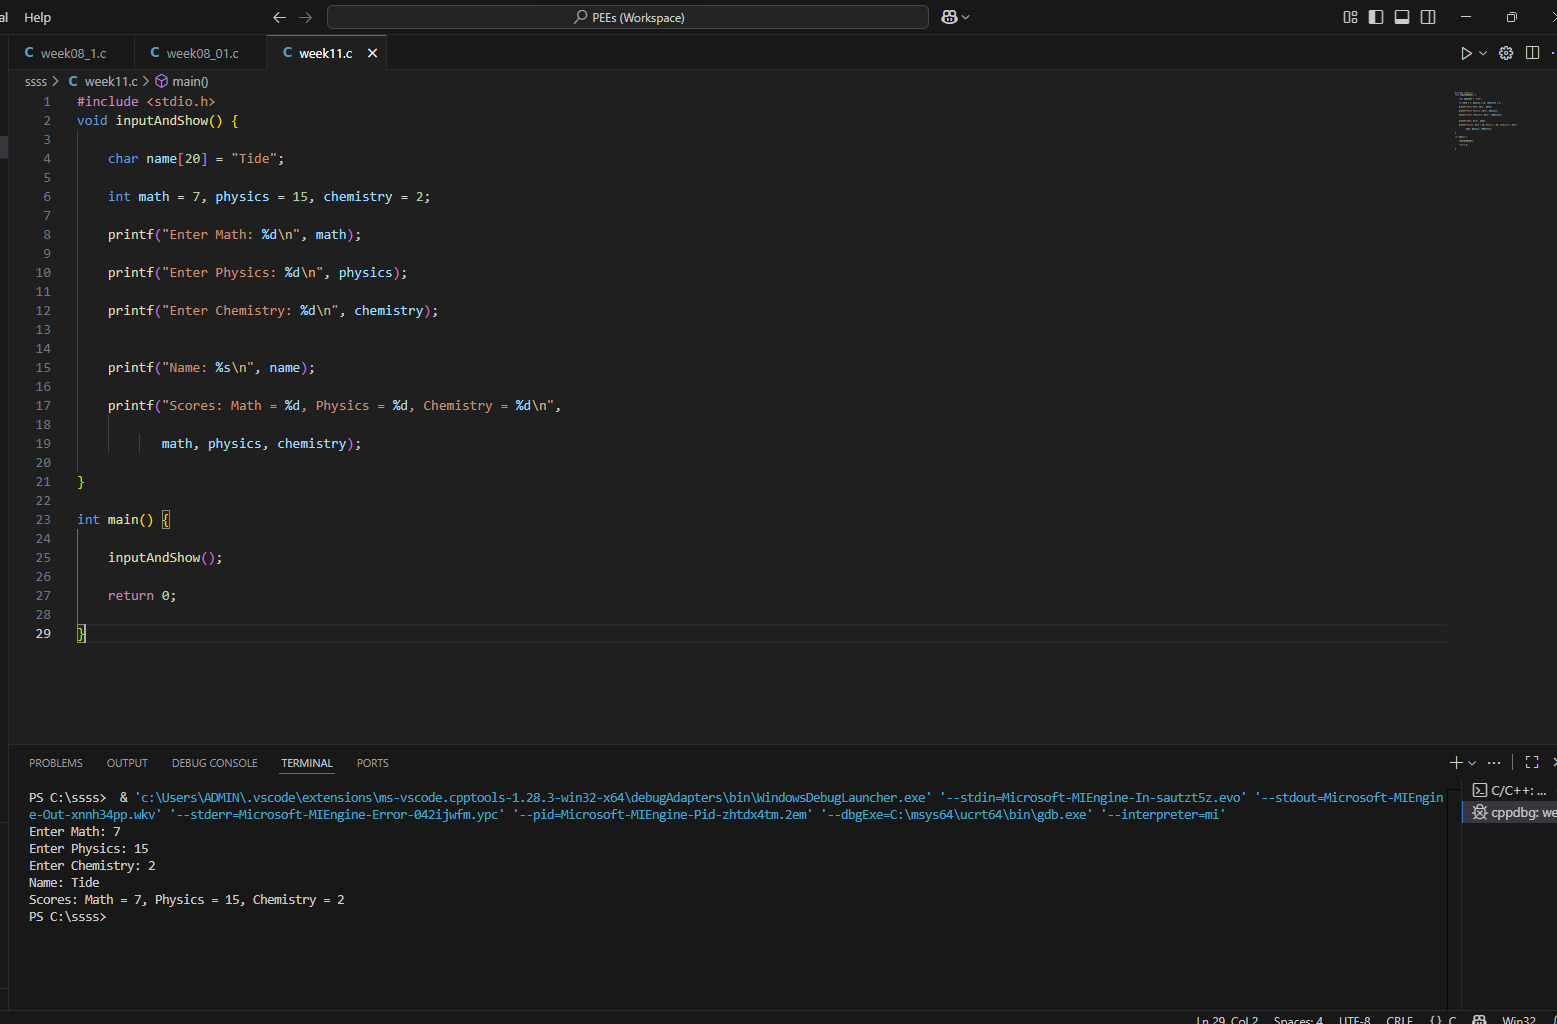 al Help PEEs (Workspace)
C week08_1.c C week08_01.c C week11.c
ssss > C week11.c > main()
1 #include <stdio.h>
2 void inputAndShow() {
3
4 char name[20] = "Tide";
5
6 int math = 7, physics = 15, chemistry = 2;
7
8 printf("Enter Math: %d\n", math);
9
10 printf("Enter Physics: %d\n", physics);
11
12 printf("Enter Chemistry: %d\n", chemistry);
13
14
15 printf("Name: %s\n", name);
16
17 printf("Scores: Math = %d, Physics = %d, Chemistry = %d\n",
18
19 math, physics, chemistry);
20
21 }
22
23 int main() {
24
25 inputAndShow();
26
27 return 0;
28
29 }
PROBLEMS OUTPUT DEBUG CONSOLE TERMINAL PORTS
PS C:\ssss> & 'c:\Users\ADMIN\.vscode\extensions\ms-vscode.cpptools-1.28.3-win32-x64\debugAdapters\bin\WindowsDebugLauncher.exe' '--stdin=Microsoft-MIEngine-In-sautzt5z.evo' '--stdout=Microsoft-MIEngin
e-Out-xnnh34pp.wkv' '--stderr=Microsoft-MIEngine-Error-042ijwfm.ypc' '--pid=Microsoft-MIEngine-Pid-zhtdx4tm.2em' '--dbgExe=C:\msys64\ucrt64\bin\gdb.exe' '--interpreter=mi'
Enter Math: 7
Enter Physics: 15
Enter Chemistry: 2
Name: Tide
Scores: Math = 7, Physics = 15, Chemistry = 2
PS C:\ssss>
C/C++: ...
cppdbg: we
Ln 29, Col 2 Spaces: 4 UTF-8 CRLF {} C Win32